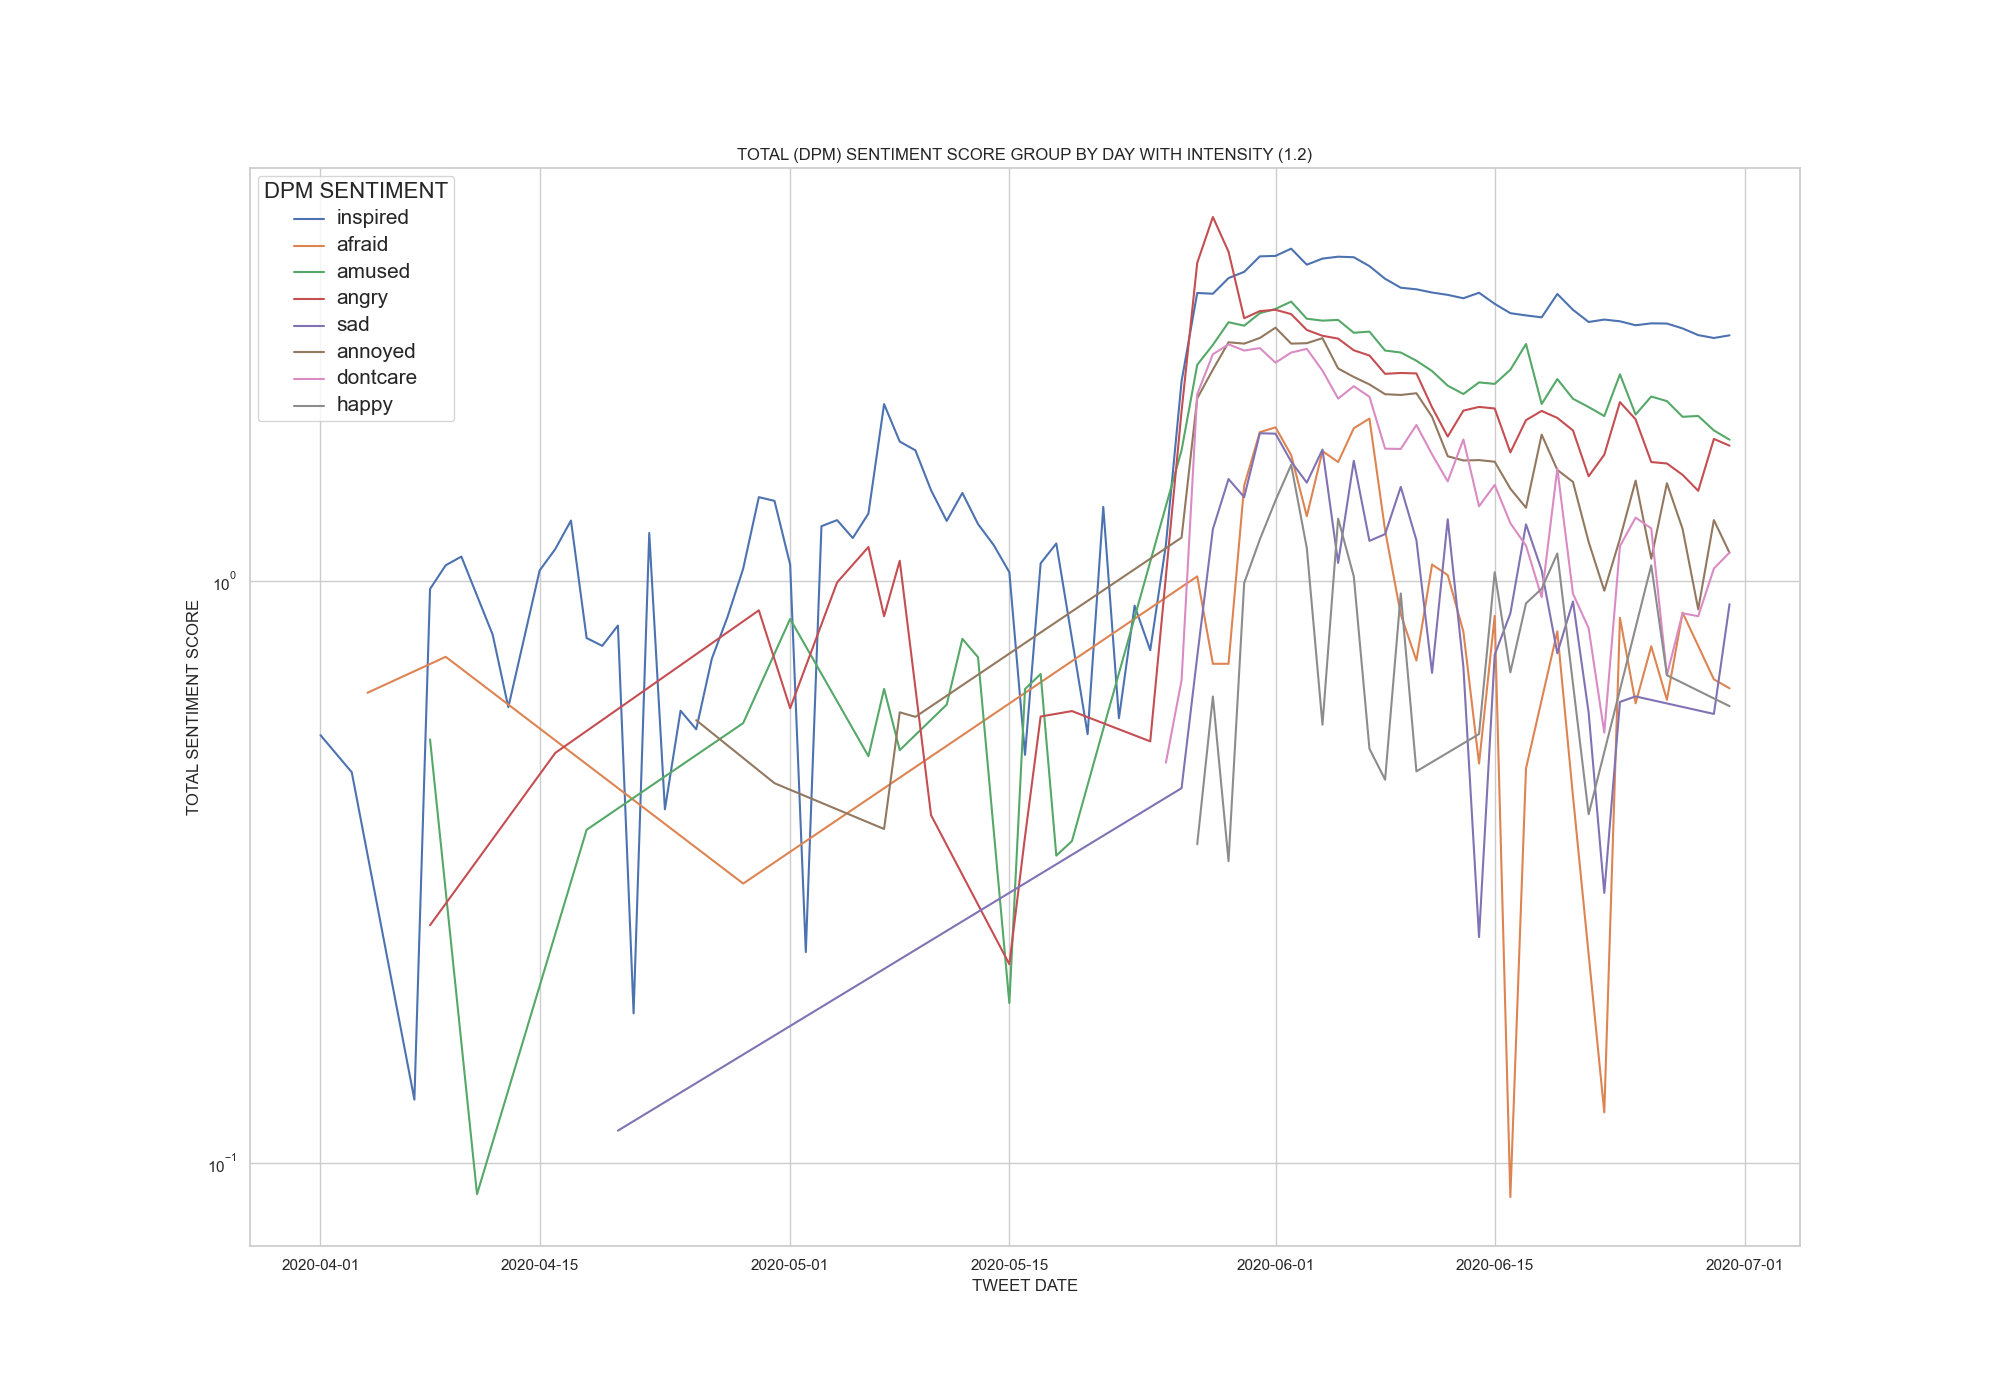 TOTAL (DPM) SENTIMENT SCORE GROUP BY DAY WITH INTENSITY (1.2)
DPM SENTIMENT
inspired
afraid
amused
angry
sad
annoyed
dontcare
happy
TOTAL SENTIMENT SCORE
10⁰
10⁻¹
2020-04-01 2020-04-15 2020-05-01 2020-05-15 2020-06-01 2020-06-15 2020-07-01
TWEET DATE